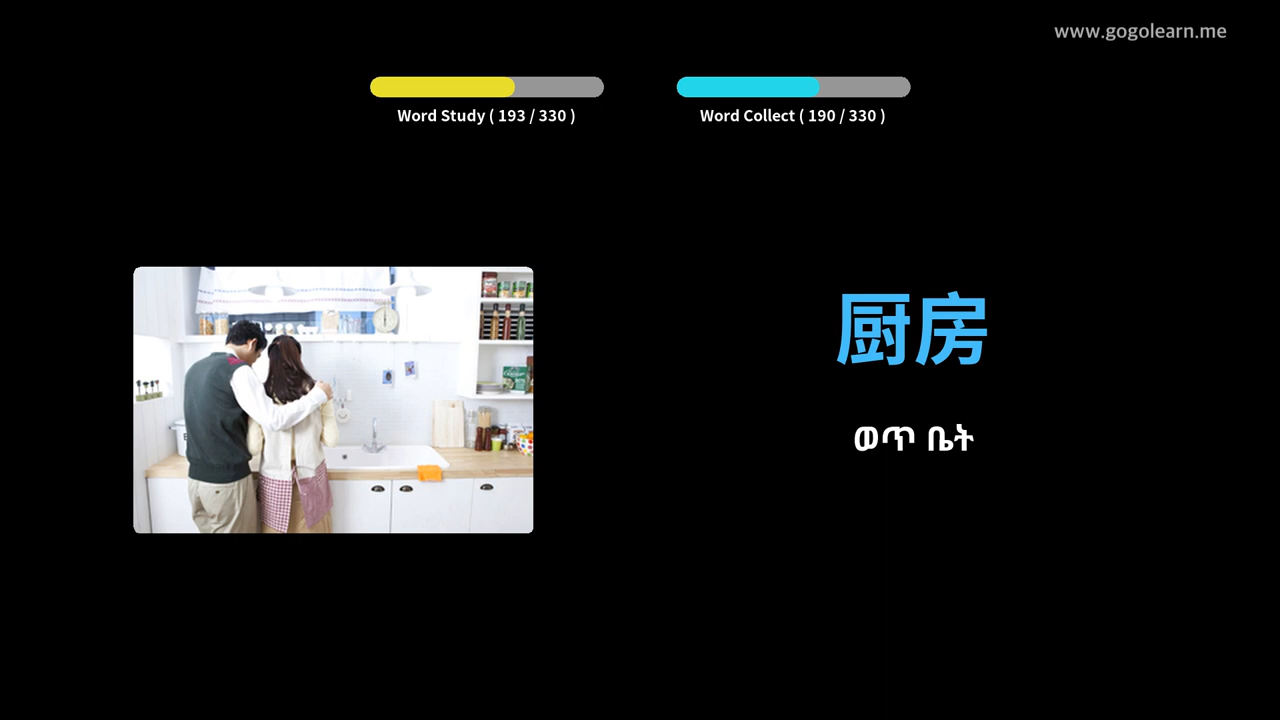 www.gogolearn.me
Word Study ( 193 / 330 )
Word Collect ( 190 / 330 )
厨房
ወጥ ቤት